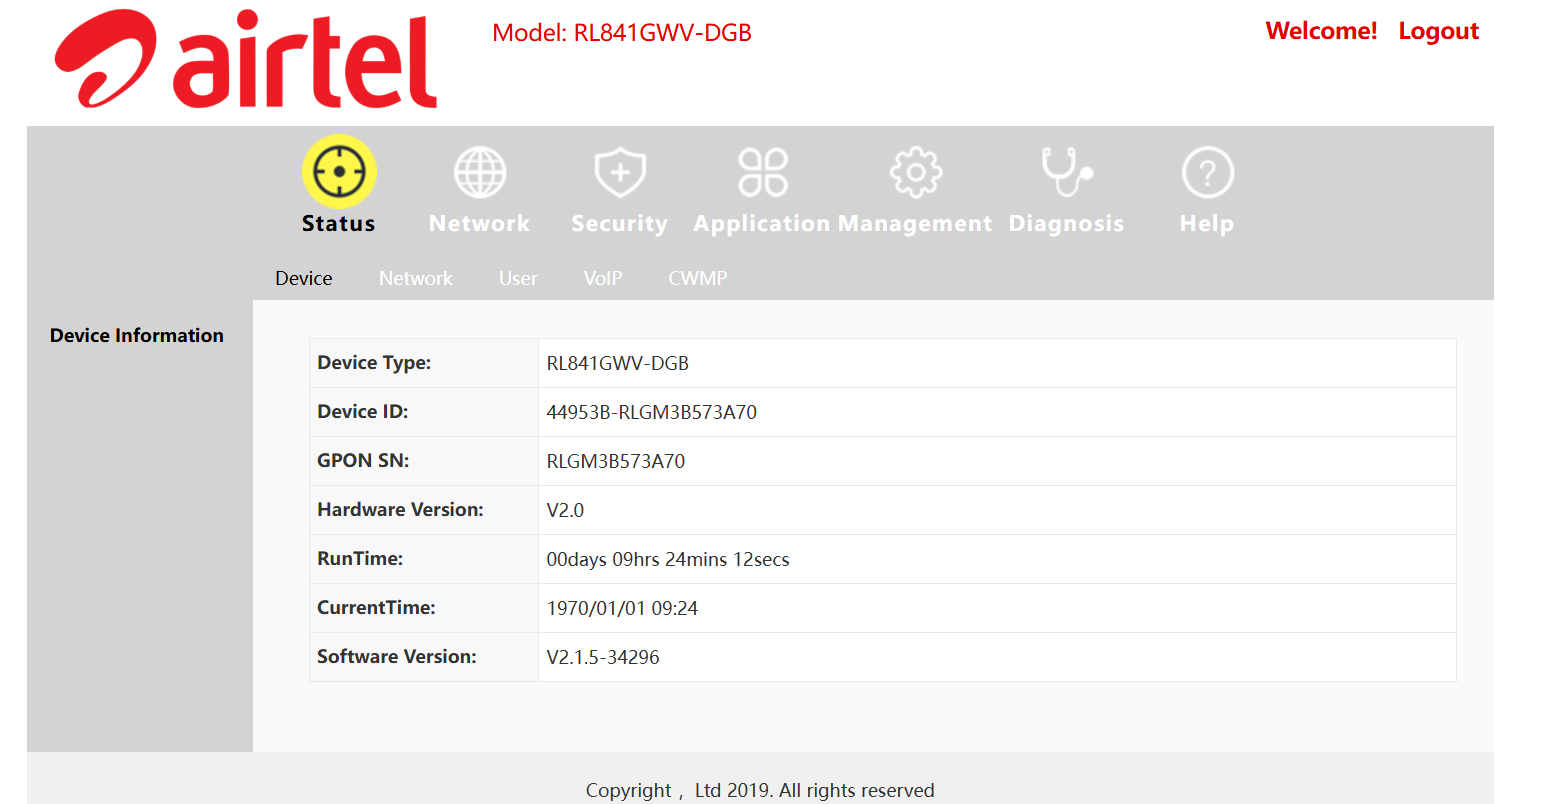 airtel
Model: RL841GWV-DGB
Welcome! Logout
Status Network Security Application Management Diagnosis Help
Device Network User VoIP CWMP
Device Information
Device Type: RL841GWV-DGB
Device ID: 44953B-RLGM3B573A70
GPON SN: RLGM3B573A70
Hardware Version: V2.0
RunTime: 00days 09hrs 24mins 12secs
CurrentTime: 1970/01/01 09:24
Software Version: V2.1.5-34296
Copyright ，Ltd 2019. All rights reserved